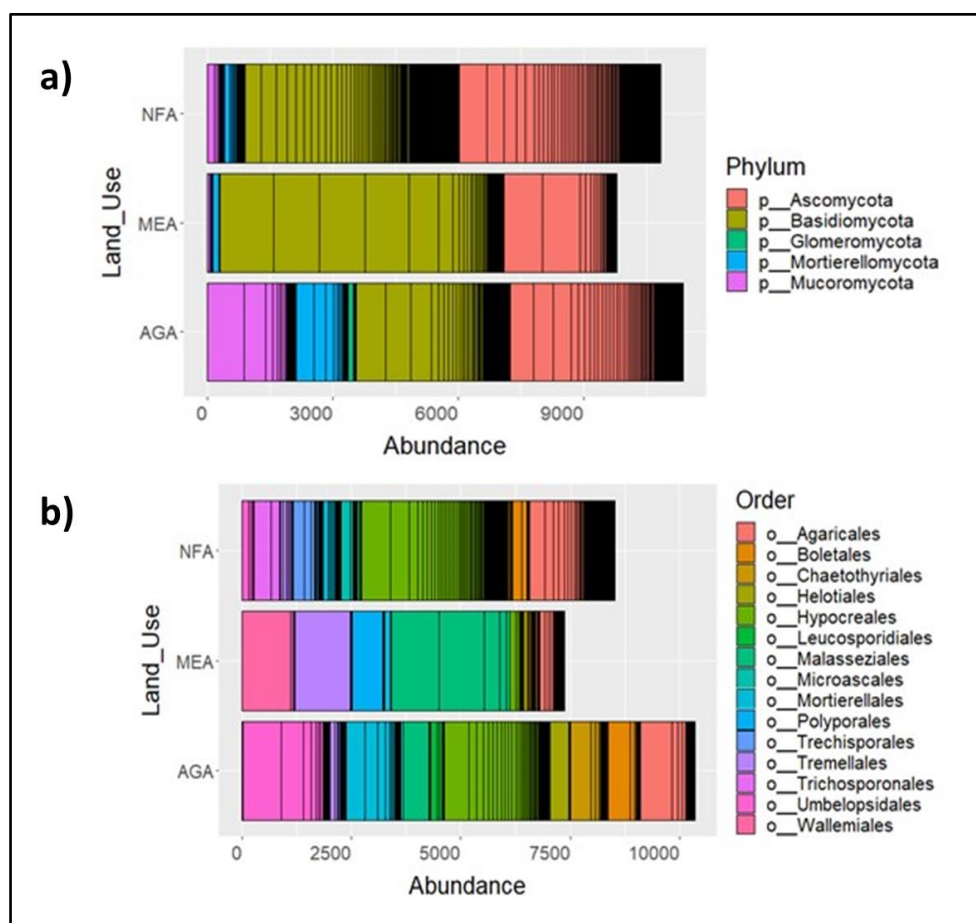 a)
Land_Use
NFA
MEA
AGA
0 3000 6000 9000
Abundance
Phylum
p__Ascomycota
p__Basidiomycota
p__Glomeromycota
p__Mortierellomycota
p__Mucoromycota
b)
Land_Use
NFA
MEA
AGA
0 2500 5000 7500 10000
Abundance
Order
o__Agaricales
o__Boletales
o__Chaetothyriales
o__Helotiales
o__Hypocreales
o__Leucosporidiales
o__Malasseziales
o__Microascales
o__Mortierellales
o__Polyporales
o__Trechisporales
o__Tremellales
o__Trichosporonales
o__Umbelopsidales
o__Wallemiales